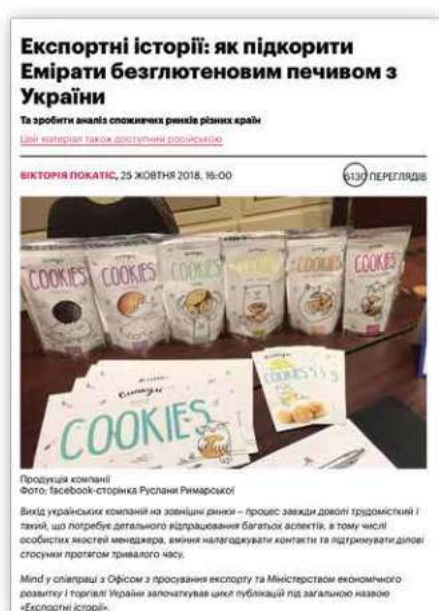 Експортні історії: як підкорити
Емірати безглютеновим печивом з
України
Та зробити аналіз споживчих ринків різних країн
Цей матеріал також доступний російською
ВІКТОРІЯ ПОКАТІС, 25 ЖОВТНЯ 2018, 16:00
6130 ПЕРЕГЛЯДІВ
COOKIES COOKIES COOKIES COOKIES COOKIES COOKIES
COOKIES
COOKIES
Продукція компанії
Фото: facebook-сторінка Руслани Римарської
Вихід українських компаній на зовнішні ринки – процес завжди доволі трудомісткий і
такий, що потребує детального відпрацювання багатьох аспектів, в тому числі
особистих якостей менеджера, вміння налагоджувати контакти та підтримувати ділові
стосунки протягом тривалого часу.
Mind у співпраці з Офісом з просування експорту та Міністерством економічного
розвитку і торгівлі України започаткував цикл публікацій під загальною назвою
«Експортні історії».